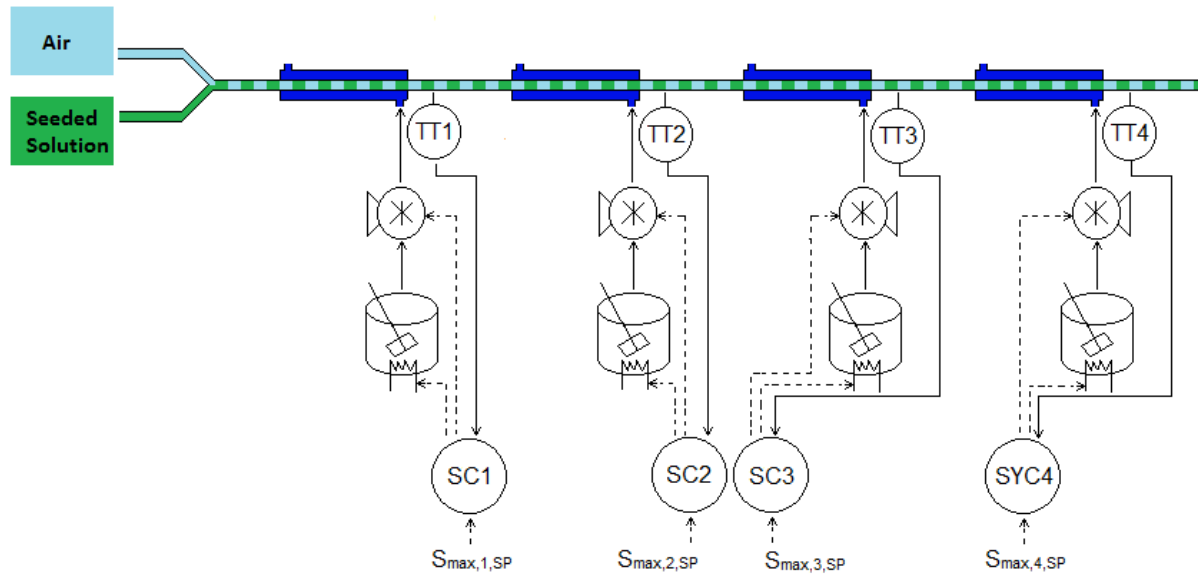 Air
Seeded
Solution
TT1
TT2
TT3
TT4
SC1
SC2
SC3
SYC4
Smax,1,SP
Smax,2,SP
Smax,3,SP
Smax,4,SP